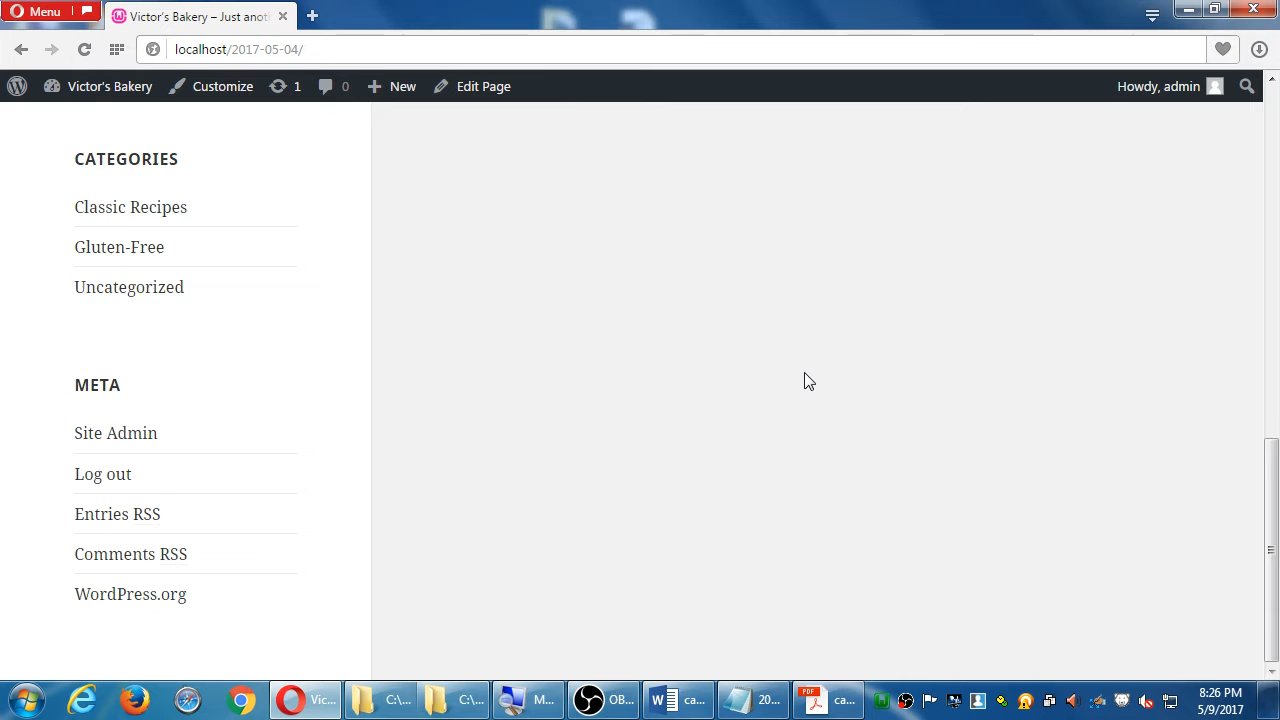 Menu
Victor's Bakery – Just anot
localhost/2017-05-04/
Victor's Bakery
Customize
1
0
New
Edit Page
Howdy, admin
CATEGORIES
Classic Recipes
Gluten-Free
Uncategorized
META
Site Admin
Log out
Entries RSS
Comments RSS
WordPress.org
Vic...
C:\...
C:\...
M...
OB...
ca...
20...
PDF
ca...
8:26 PM
5/9/2017